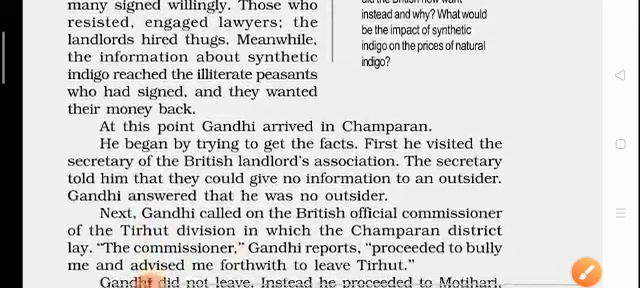 many signed willingly. Those who
resisted, engaged lawyers; the
landlords hired thugs. Meanwhile,
the information about synthetic
indigo reached the illiterate peasants
who had signed, and they wanted
their money back.
At this point Gandhi arrived in Champaran.
He began by trying to get the facts. First he visited the
secretary of the British landlord's association. The secretary
told him that they could give no information to an outsider.
Gandhi answered that he was no outsider.
Next, Gandhi called on the British official commissioner
of the Tirhut division in which the Champaran district
lay. “The commissioner,” Gandhi reports, “proceeded to bully
me and advised me forthwith to leave Tirhut.”
Gandhi did not leave. Instead he proceeded to Motihari,
did the British now want
instead and why? What would
be the impact of synthetic
indigo on the prices of natural
indigo?